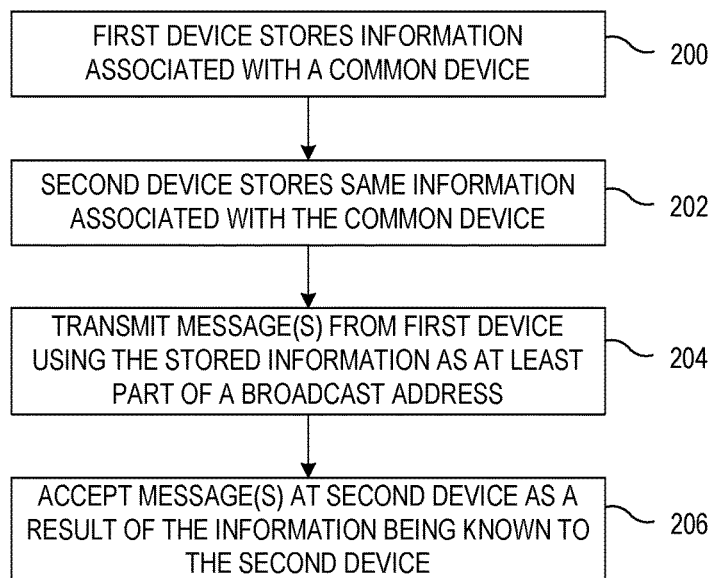 FIRST DEVICE STORES INFORMATION
ASSOCIATED WITH A COMMON DEVICE
200
SECOND DEVICE STORES SAME INFORMATION
ASSOCIATED WITH THE COMMON DEVICE
202
TRANSMIT MESSAGE(S) FROM FIRST DEVICE
USING THE STORED INFORMATION AS AT LEAST
PART OF A BROADCAST ADDRESS
204
ACCEPT MESSAGE(S) AT SECOND DEVICE AS A
RESULT OF THE INFORMATION BEING KNOWN TO
THE SECOND DEVICE
206